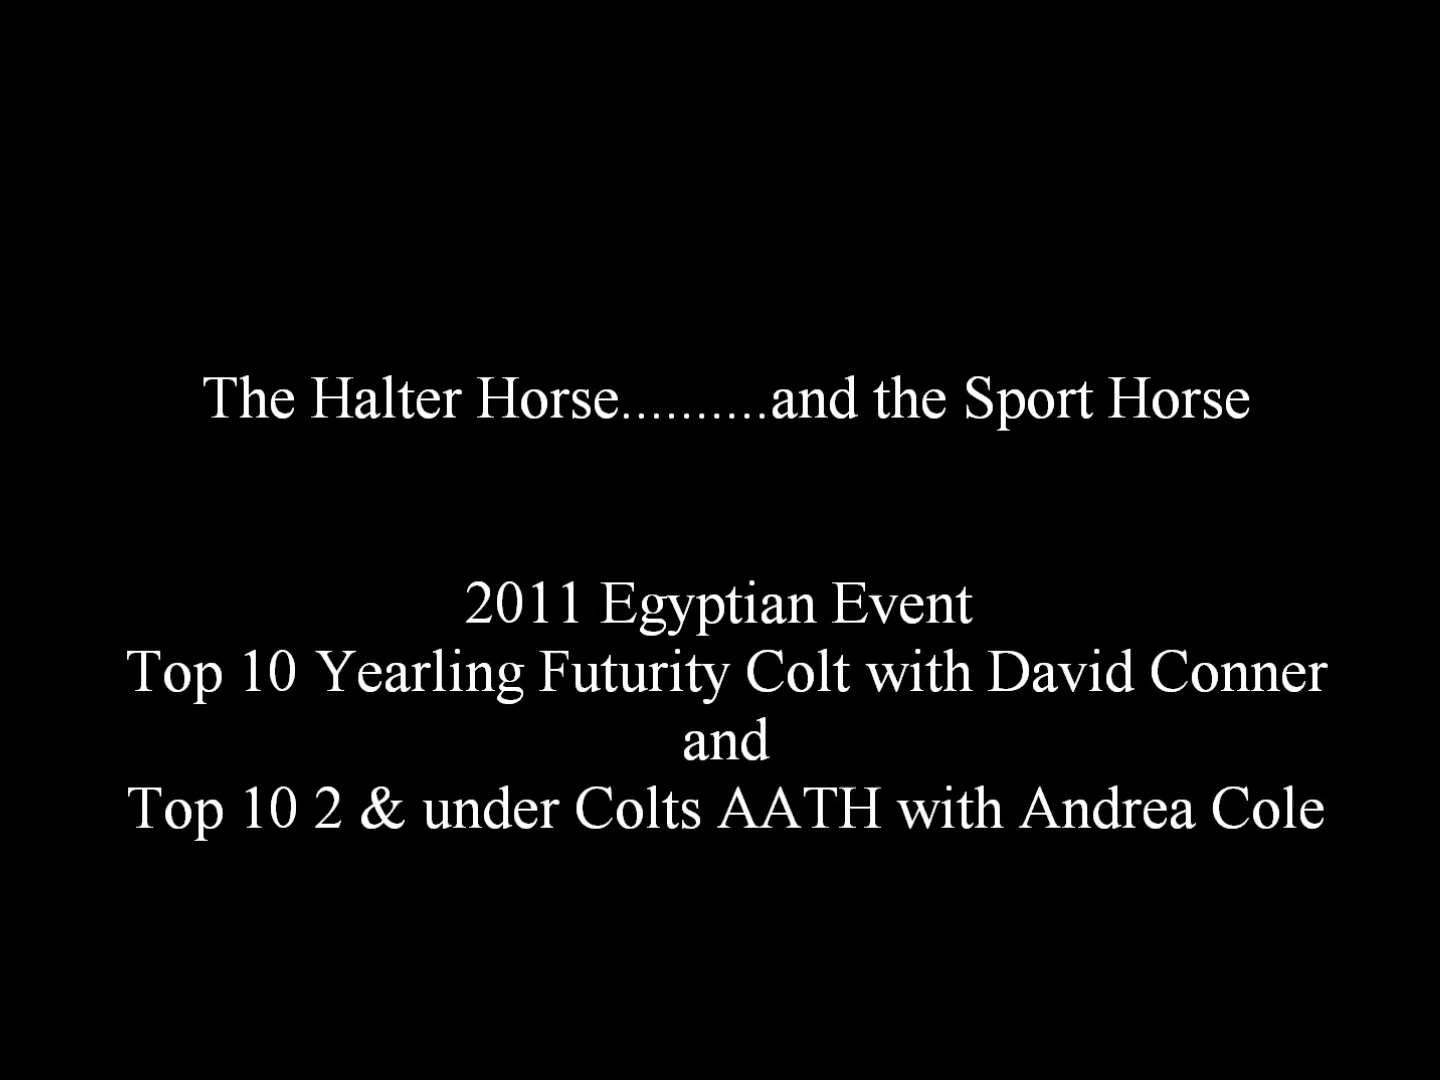 The Halter Horse..........and the Sport Horse
2011 Egyptian Event
Top 10 Yearling Futurity Colt with David Conner
and
Top 10 2 & under Colts AATH with Andrea Cole